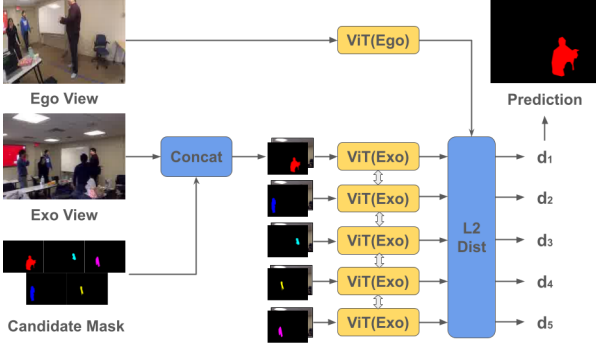 ViT(Ego)
Ego View
Prediction
Concat
ViT(Exo)
d1
ViT(Exo)
d2
Exo View
L2
Dist
ViT(Exo)
d3
ViT(Exo)
d4
Candidate Mask
ViT(Exo)
d5